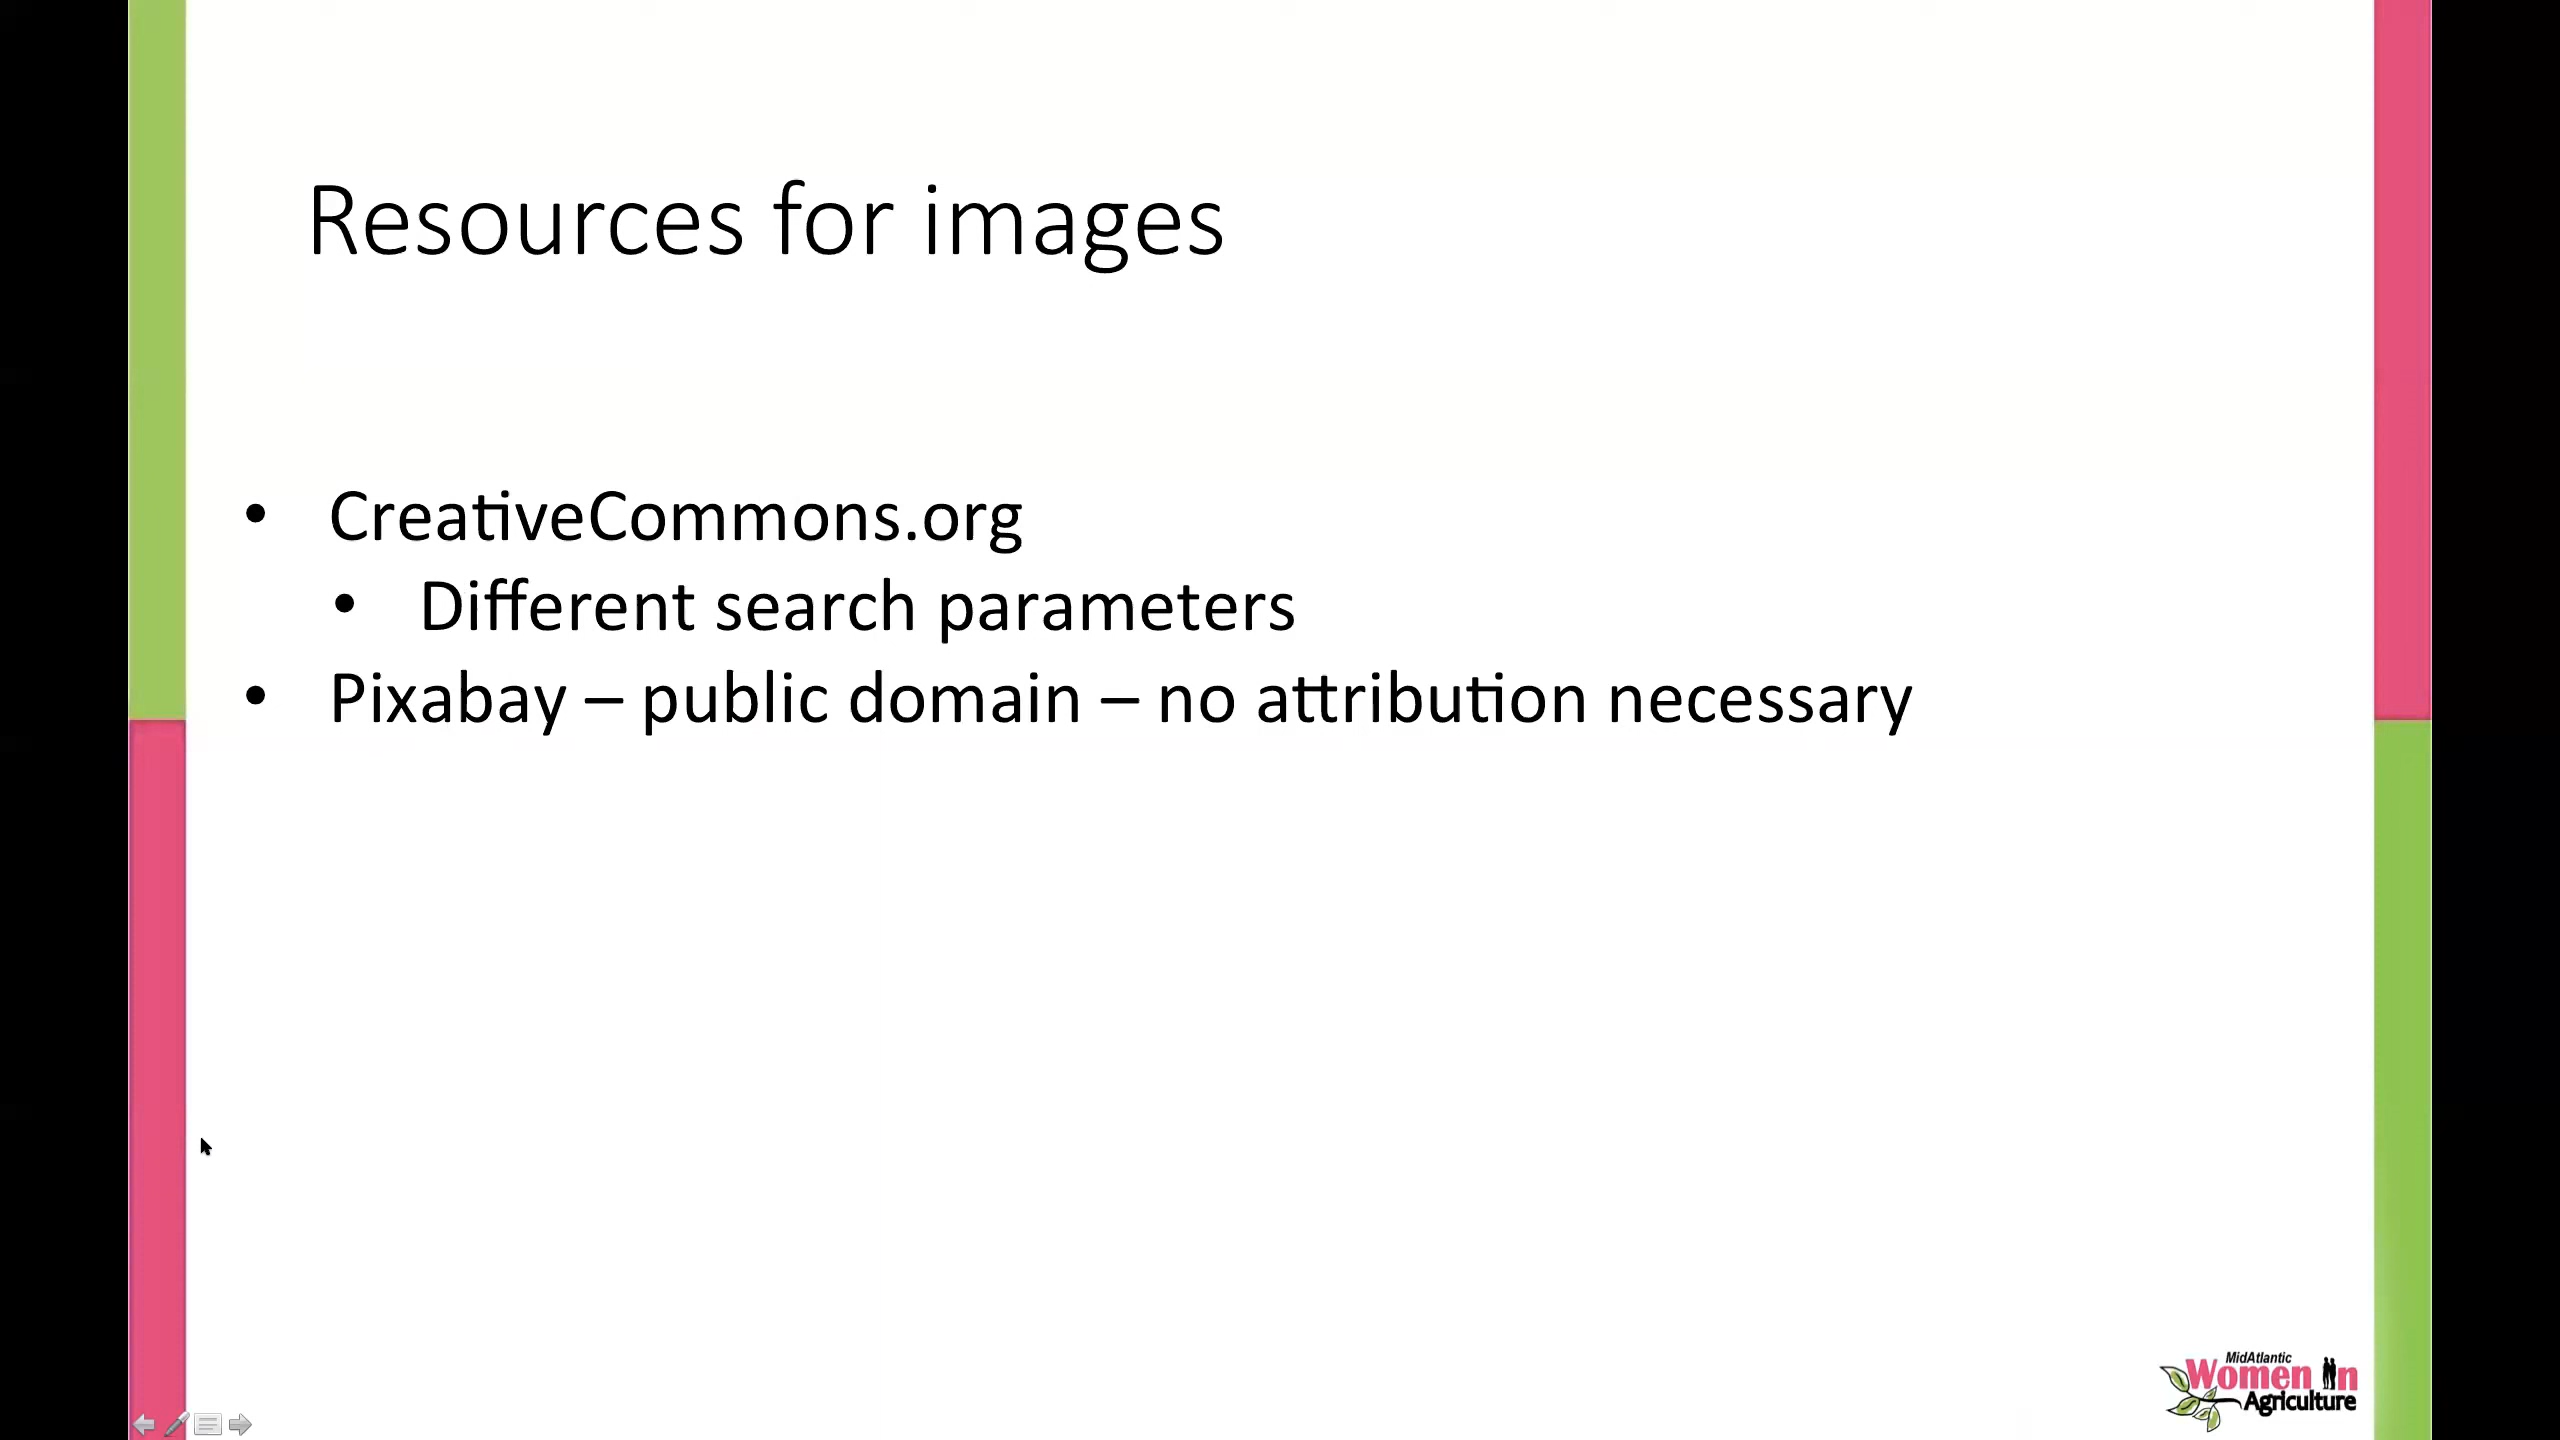 Resources for images
• CreativeCommons.org
• Different search parameters
• Pixabay – public domain – no attribution necessary
MidAtlantic
Women in
Agriculture